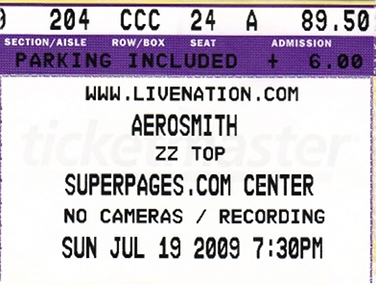 204 CCC 24 A 89.50
SECTION/AISLE ROW/BOX SEAT ADMISSION
PARKING INCLUDED + 6.00
WWW.LIVENATION.COM
ticketmaster
AEROSMITH
ZZ TOP
SUPERPAGES.COM CENTER
NO CAMERAS / RECORDING
SUN JUL 19 2009 7:30PM